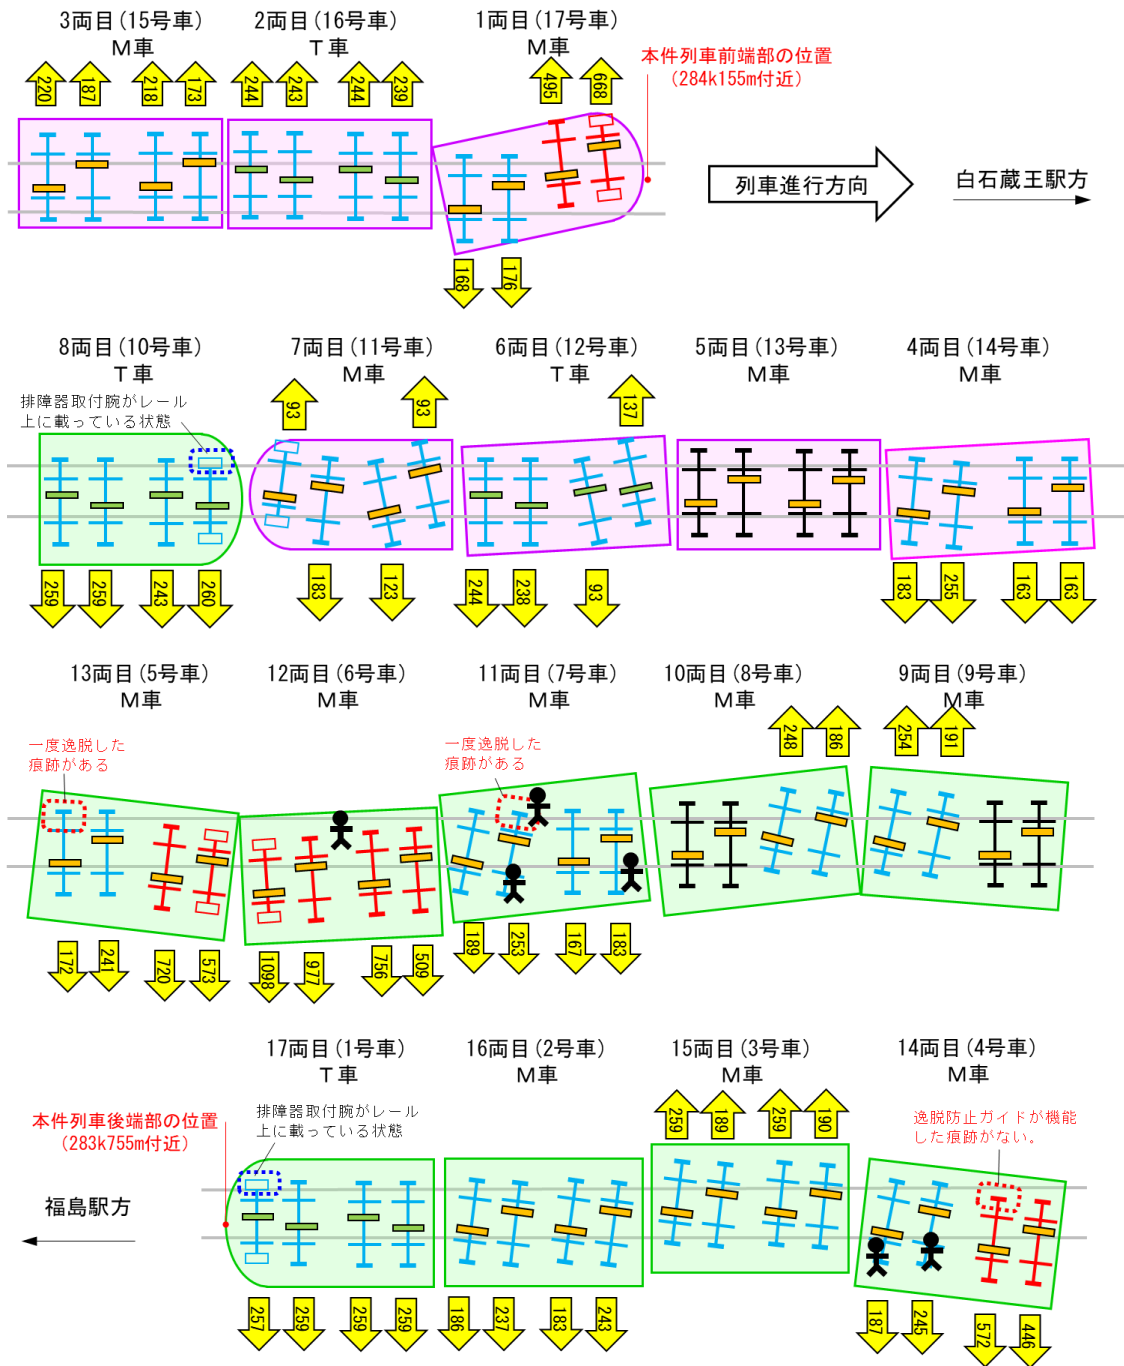 3両目(15号車)
M車
2両目(16号車)
T車
1両目(17号車)
M車
本件列車前端部の位置
(284k155m付近)
220
187
218
173
244
243
244
239
495
668
列車進行方向
白石蔵王駅方
168
176
8両目(10号車)
T車
7両目(11号車)
M車
6両目(12号車)
T車
5両目(13号車)
M車
4両目(14号車)
M車
排障器取付腕がレール
上に載っている状態
93
93
137
259
259
243
260
183
123
244
238
93
183
255
163
163
13両目(5号車)
M車
12両目(6号車)
M車
11両目(7号車)
M車
10両目(8号車)
M車
9両目(9号車)
M車
一度逸脱した
痕跡がある
一度逸脱した
痕跡がある
248
186
254
191
172
241
720
573
1098
977
756
509
189
253
167
183
17両目(1号車)
T車
16両目(2号車)
M車
15両目(3号車)
M車
14両目(4号車)
M車
本件列車後端部の位置
(283k755m付近)
排障器取付腕がレール
上に載っている状態
259
189
259
190
逸脱防止ガイドが機能
した痕跡がない。
福島駅方
257
259
259
259
186
237
183
243
187
245
572
446